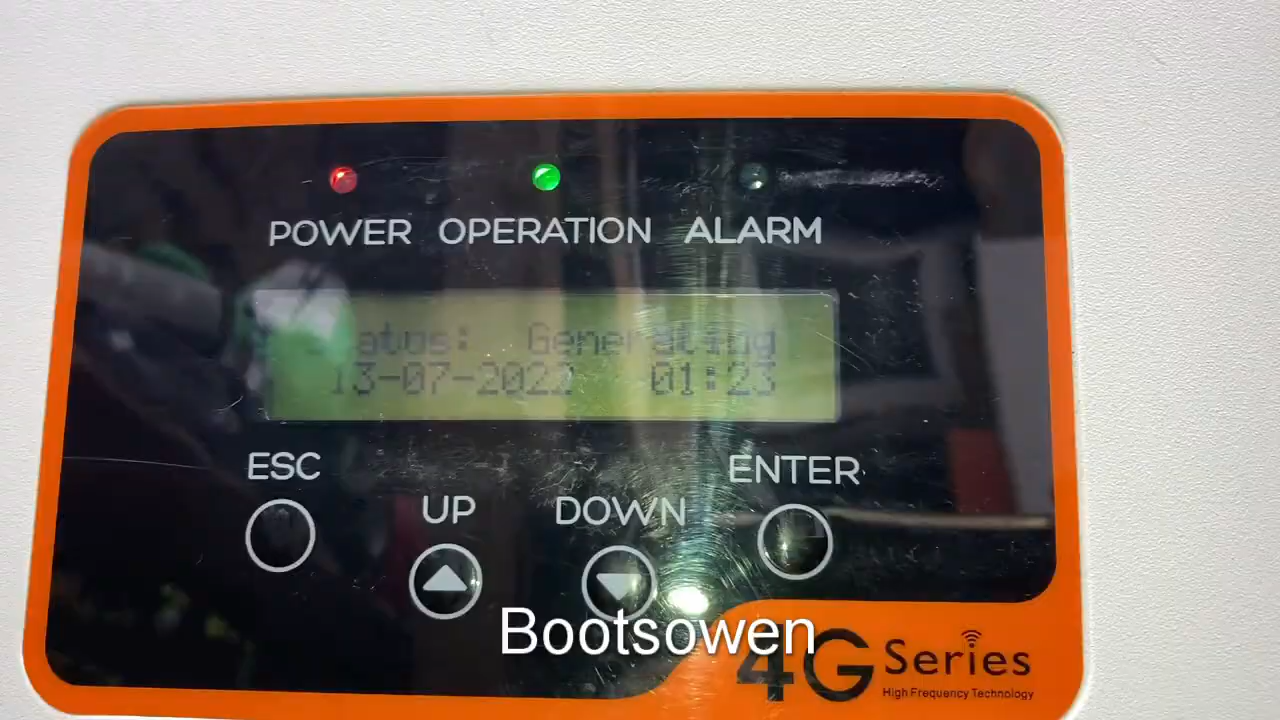 POWER OPERATION ALARM
Status: Generating
13-07-2022 01:23
ESC
UP
DOWN
ENTER
Bootsowen
4G Series
High Frequency Technology